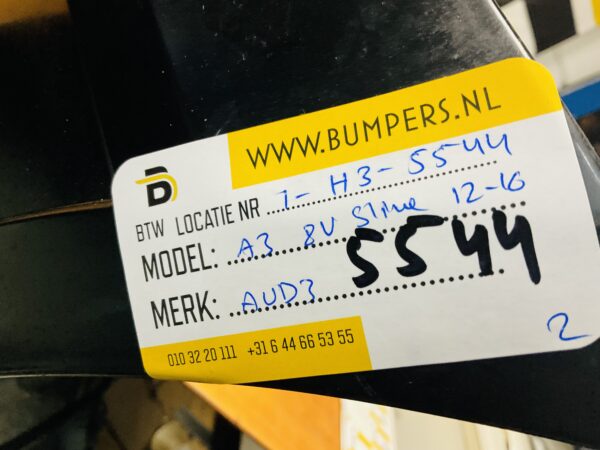 WWW.BUMPERS.NL
BTW LOCATIE NR 1-H3-5544
MODEL: A3 8V Sline 12-16
5544
MERK: AUD3
010 32 20 111 +31 6 44 66 53 55
2